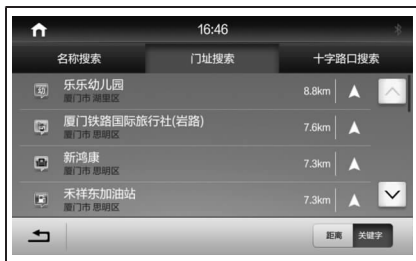 16:46
名称搜索 门址搜索 十字路口搜索
乐乐幼儿园 8.8km
厦门市 湖里区
厦门铁路国际旅行社(岩路) 7.6km
厦门市 思明区
新鸿康 7.3km
厦门市 思明区
禾祥东加油站 7.3km
厦门市 思明区
距离 关键字